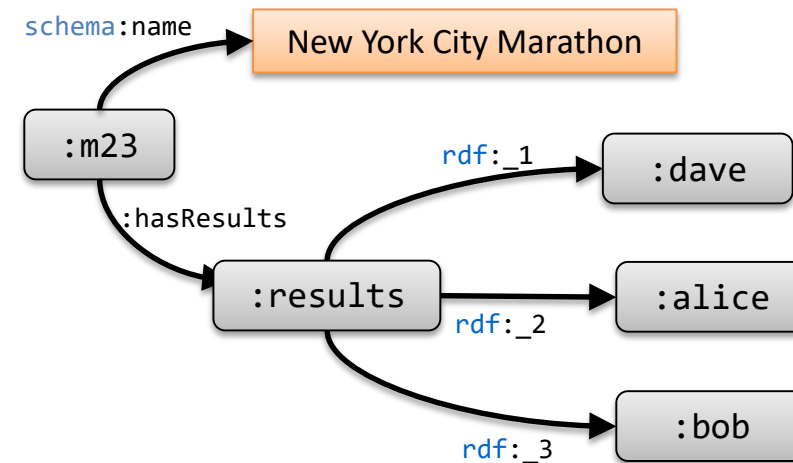 schema:name
New York City Marathon
:m23
rdf:_1
:dave
:hasResults
:results
:alice
rdf:_2
:bob
rdf:_3